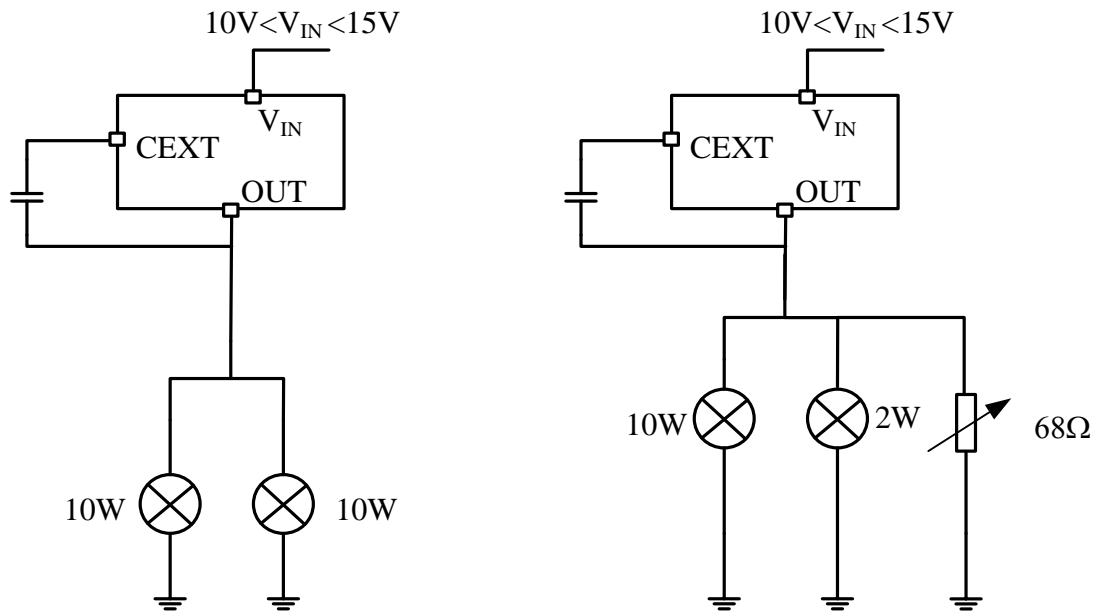 10V<V_IN<15V
V_IN
CEXT
OUT
10W
10W
10V<V_IN<15V
V_IN
CEXT
OUT
10W
2W
68Ω